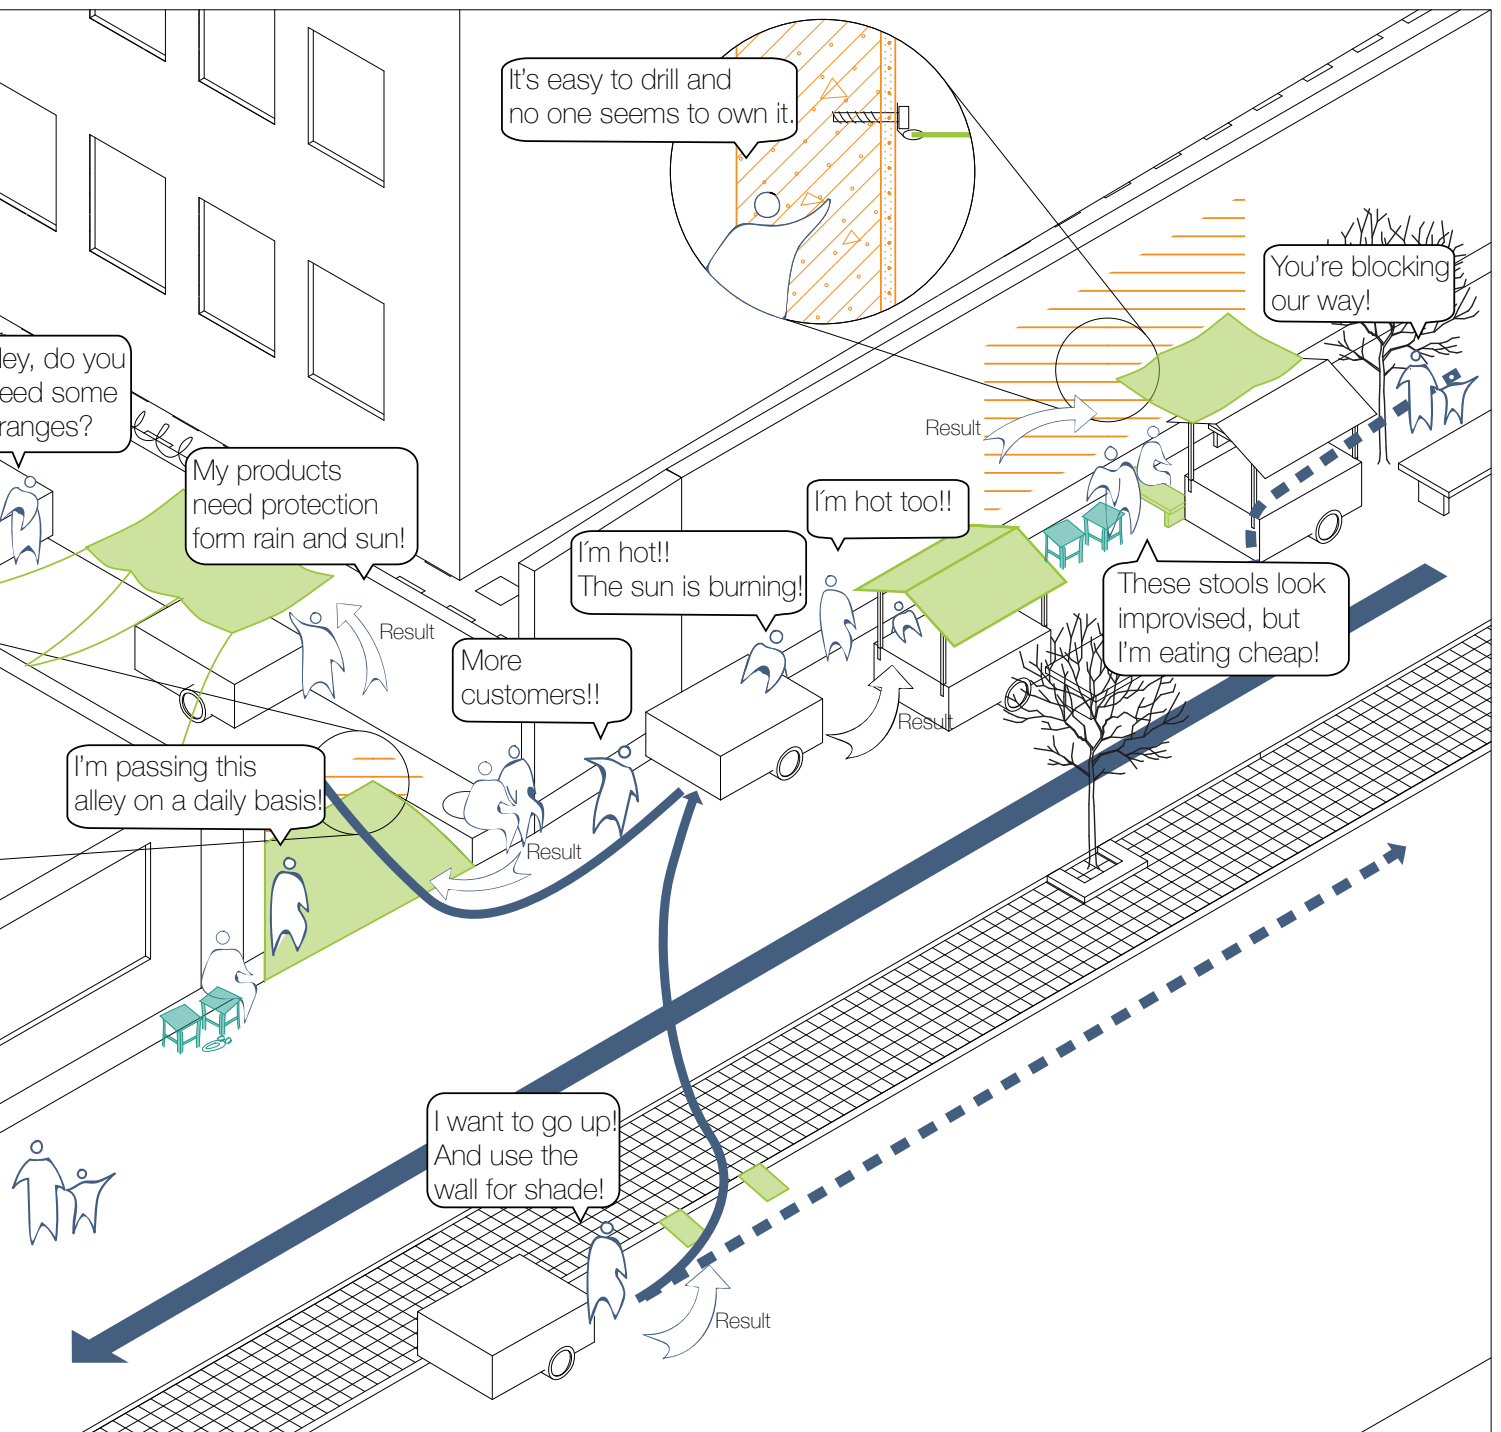 It's easy to drill and
no one seems to own it.
You're blocking
our way!
ley, do you
eed some
ranges?
Result
My products
need protection
form rain and sun!
I'm hot too!!
I'm hot!!
The sun is burning!
These stools look
improvised, but
I'm eating cheap!
Result
More
customers!!
Result
I'm passing this
alley on a daily basis!
Result
I want to go up!
And use the
wall for shade!
Result